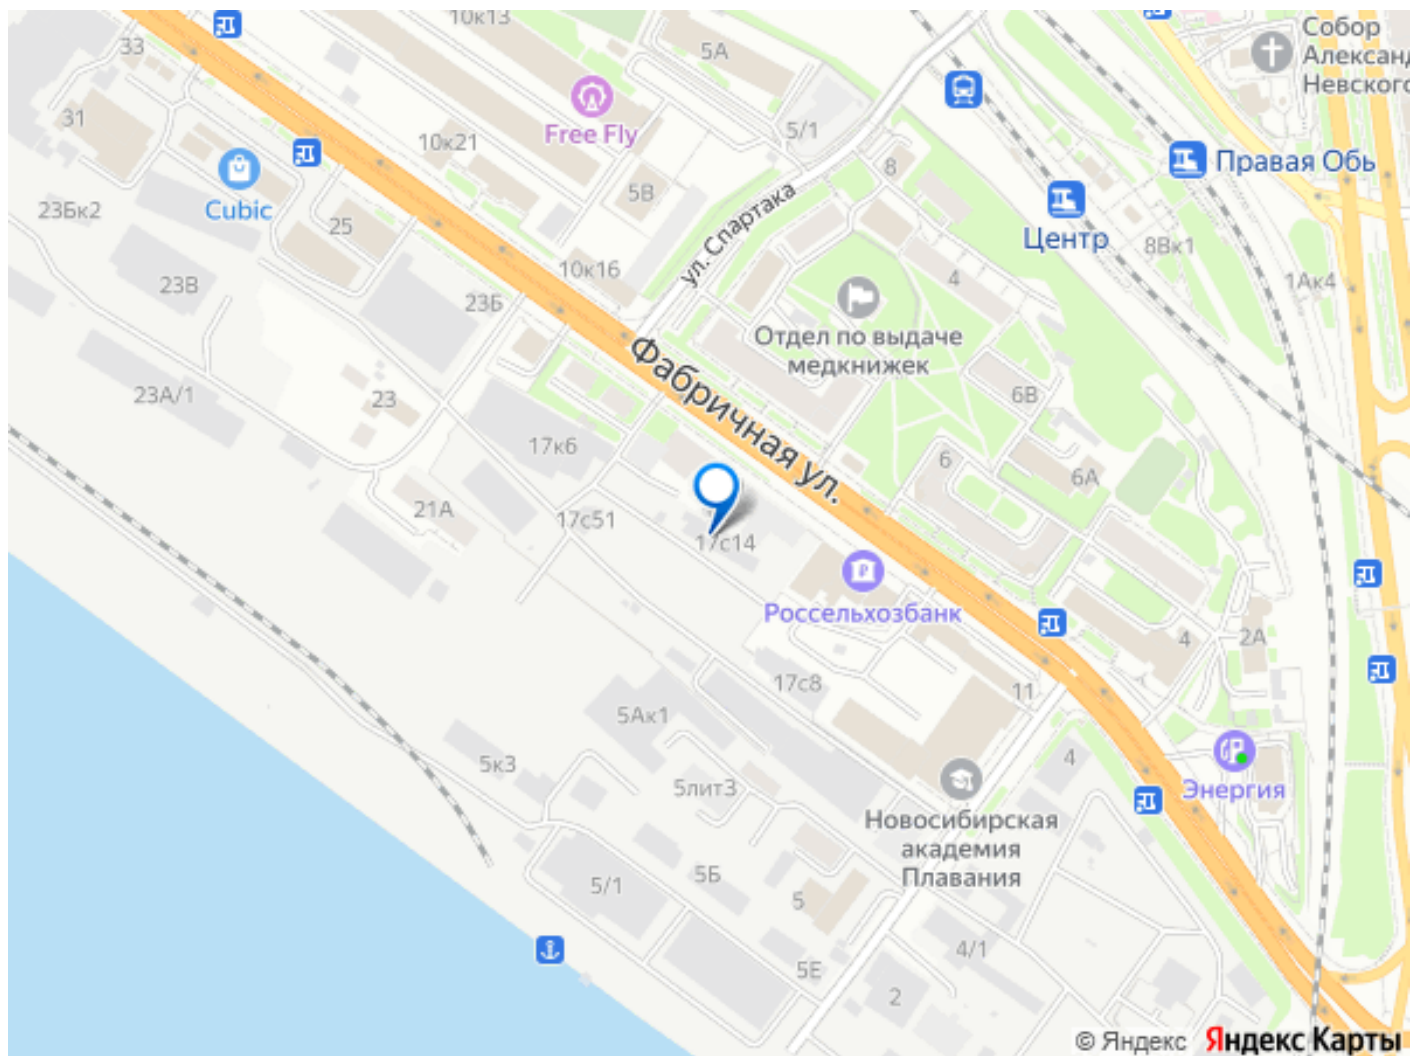 10к13
5А
Собор
Александ
Невского
33
31
10к21
Free Fly
5/1
8
Правая Обь
23Бк2
Cubic
25
5В
ул. Спартака
Центр
8Вк1
23В
23Б
10к16
4
1Ак4
Отдел по выдаче
медкнижек
Фабричная ул.
23А/1
23
6В
17к6
6
6А
21А
17с51
17с14
Россельхозбанк
4
2А
17с8
11
5Ак1
5к3
5лит3
4
Энергия
Новосибирская
академия
Плавания
5/1
5Б
5
5Е
4/1
2
© Яндекс Яндекс Карты